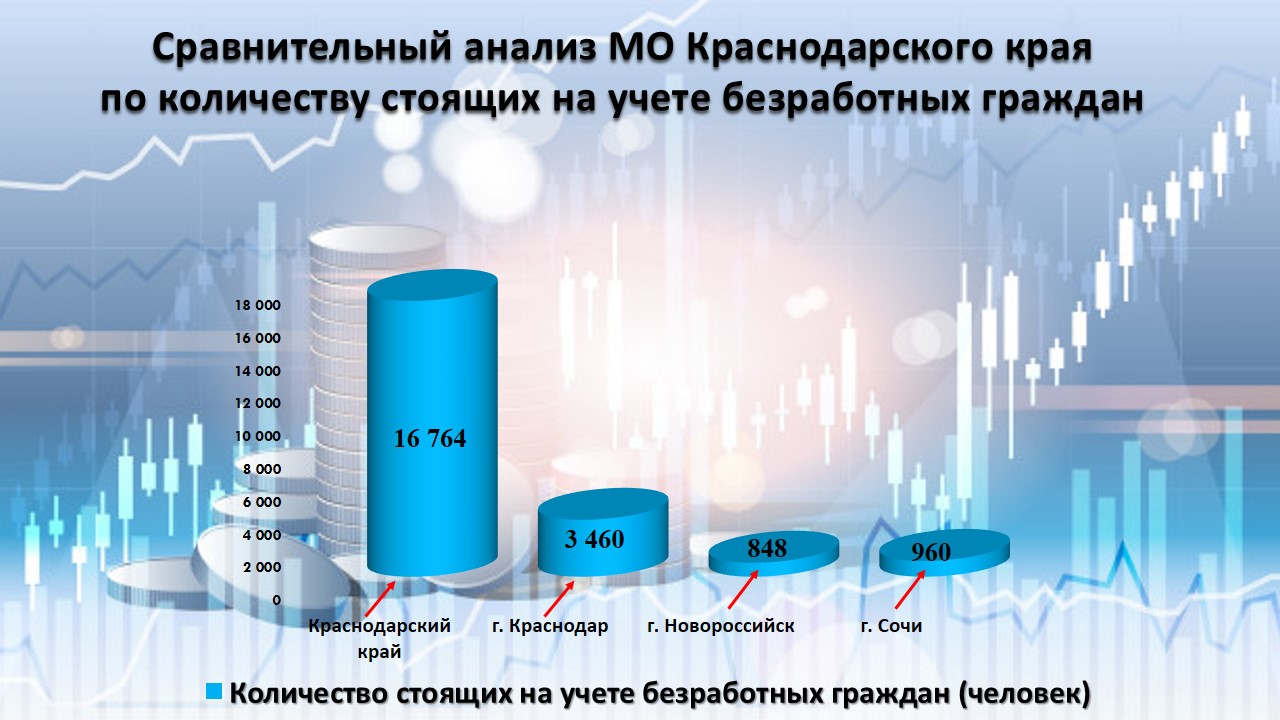 Сравнительный анализ МО Краснодарского края
по количеству стоящих на учете безработных граждан
18 000
16 000
14 000
12 000
10 000
8 000
6 000
4 000
2 000
0
16 764
3 460
848
960
Краснодарский
край
г. Краснодар
г. Новороссийск
г. Сочи
Количество стоящих на учете безработных граждан (человек)